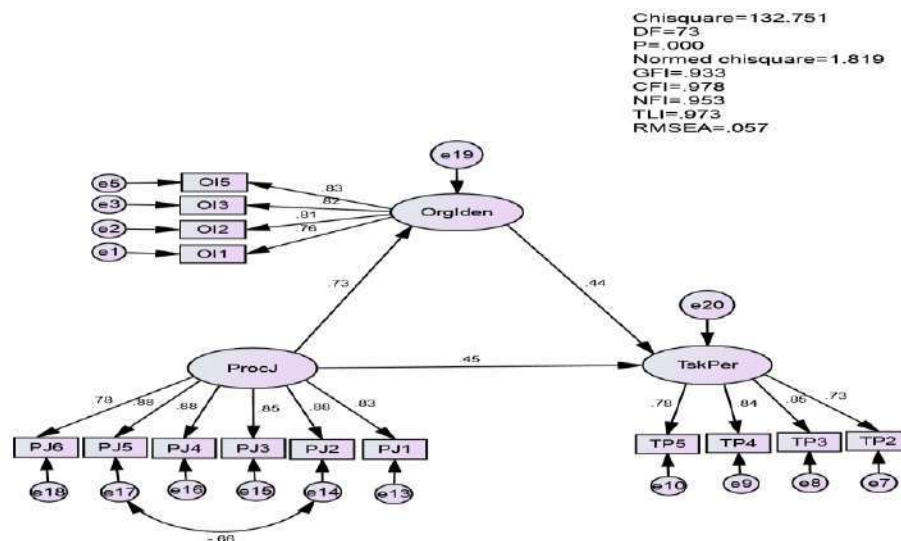 Chisquare=132.751
DF=73
P=.000
Normed chisquare=1.819
GFI=.933
CFI=.978
NFI=.953
TLI=.973
RMSEA=.057
e19
e5 OI5 .83
e3 OI3 .82 OrgIden
e2 OI2 .81
e1 OI1 .76
.73 .44
e20
ProcJ .45 TskPer
.78 .88 .88 .85 .88 .83
.78 .84 .85 .73
PJ6 PJ5 PJ4 PJ3 PJ2 PJ1
TP5 TP4 TP3 TP2
e18 e17 e16 e15 e14 e13
e10 e9 e8 e7
-.66